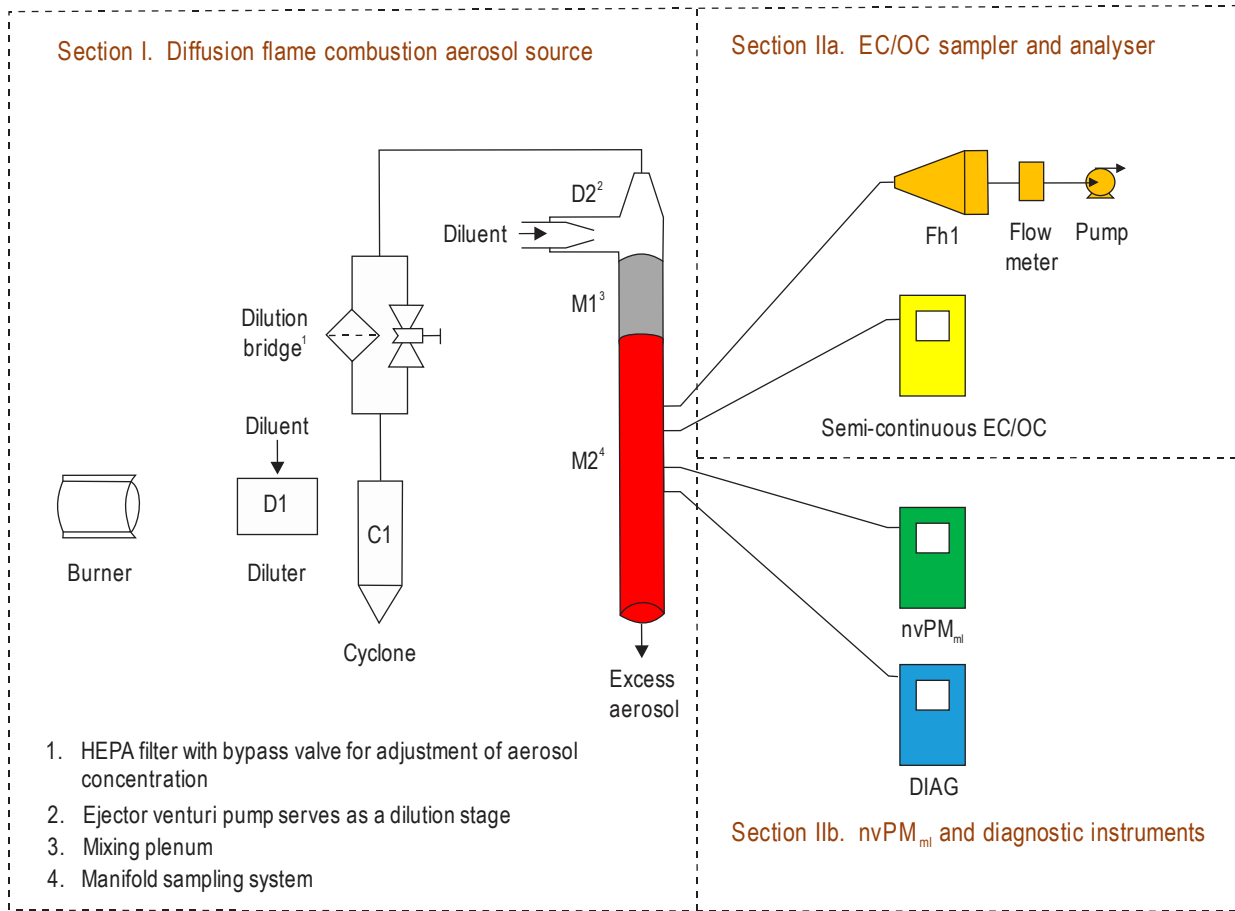 Section I. Diffusion flame combustion aerosol source
Section IIa. EC/OC sampler and analyser
D2²
Diluent
Fh1
Flow
meter
Pump
M1³
Dilution
bridge¹
Diluent
Semi-continuous EC/OC
M2⁴
D1
C1
Burner
Diluter
Cyclone
nvPMₘₗ
Excess
aerosol
DIAG
1. HEPA filter with bypass valve for adjustment of aerosol
concentration
2. Ejector venturi pump serves as a dilution stage
3. Mixing plenum
4. Manifold sampling system
Section IIb. nvPMₘₗ and diagnostic instruments